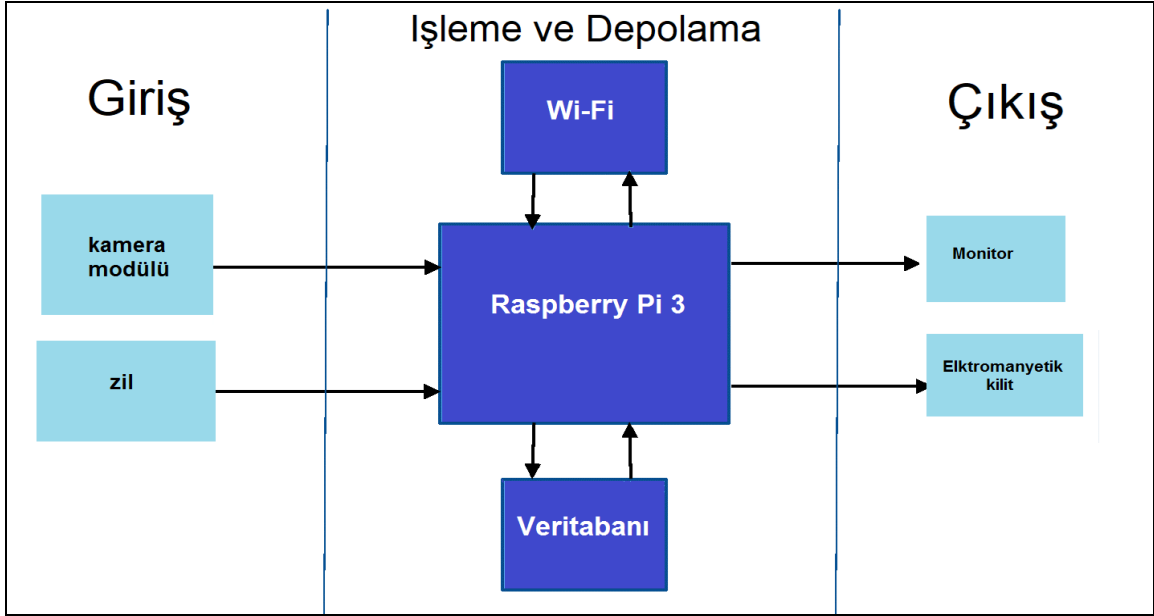 Işleme ve Depolama
Giriş
Çıkış
Wi-Fi
kamera
modülü
zil
Raspberry Pi 3
Veritabanı
Monitor
Elktromanyetik
kilit